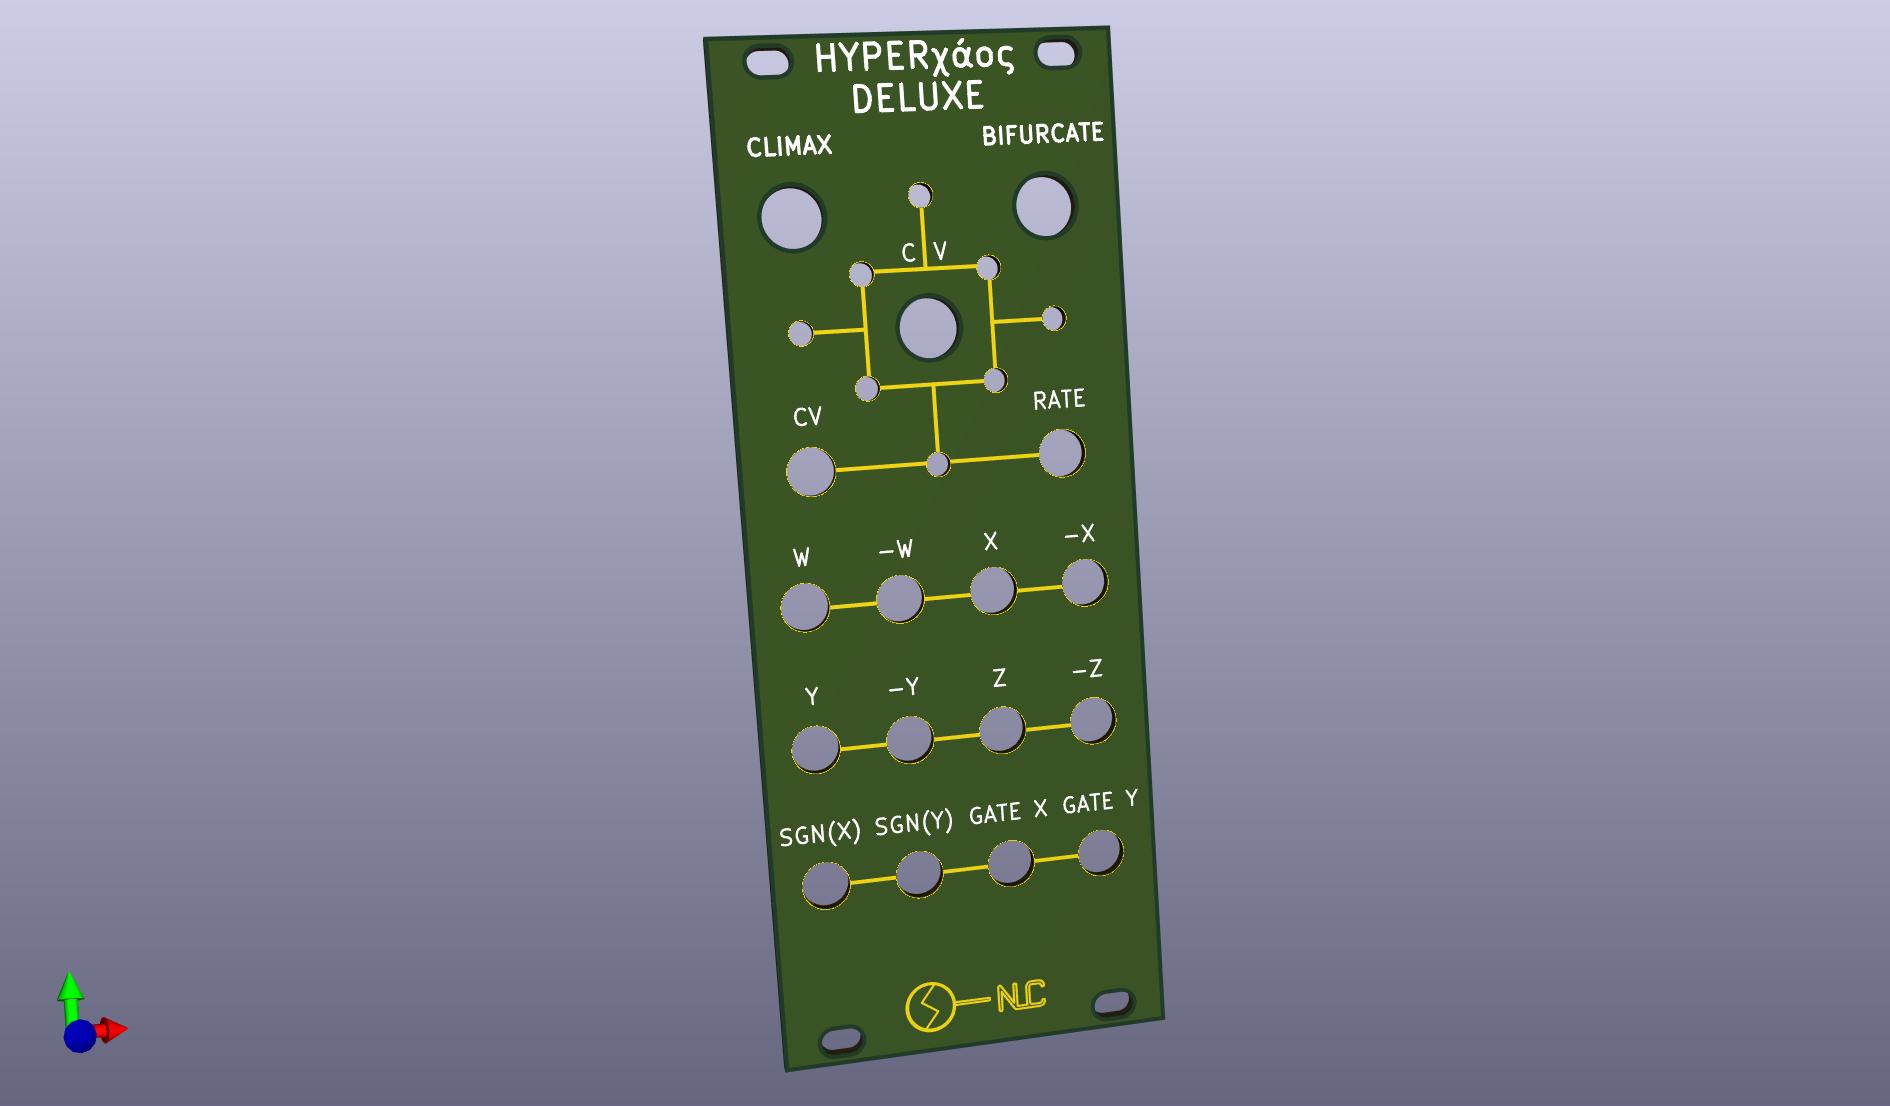 HYPERχάος
DELUXE
CLIMAX
BIFURCATE
C V
CV
RATE
W -W X -X
Y -Y Z -Z
SGN(X) SGN(Y) GATE X GATE Y
NLC